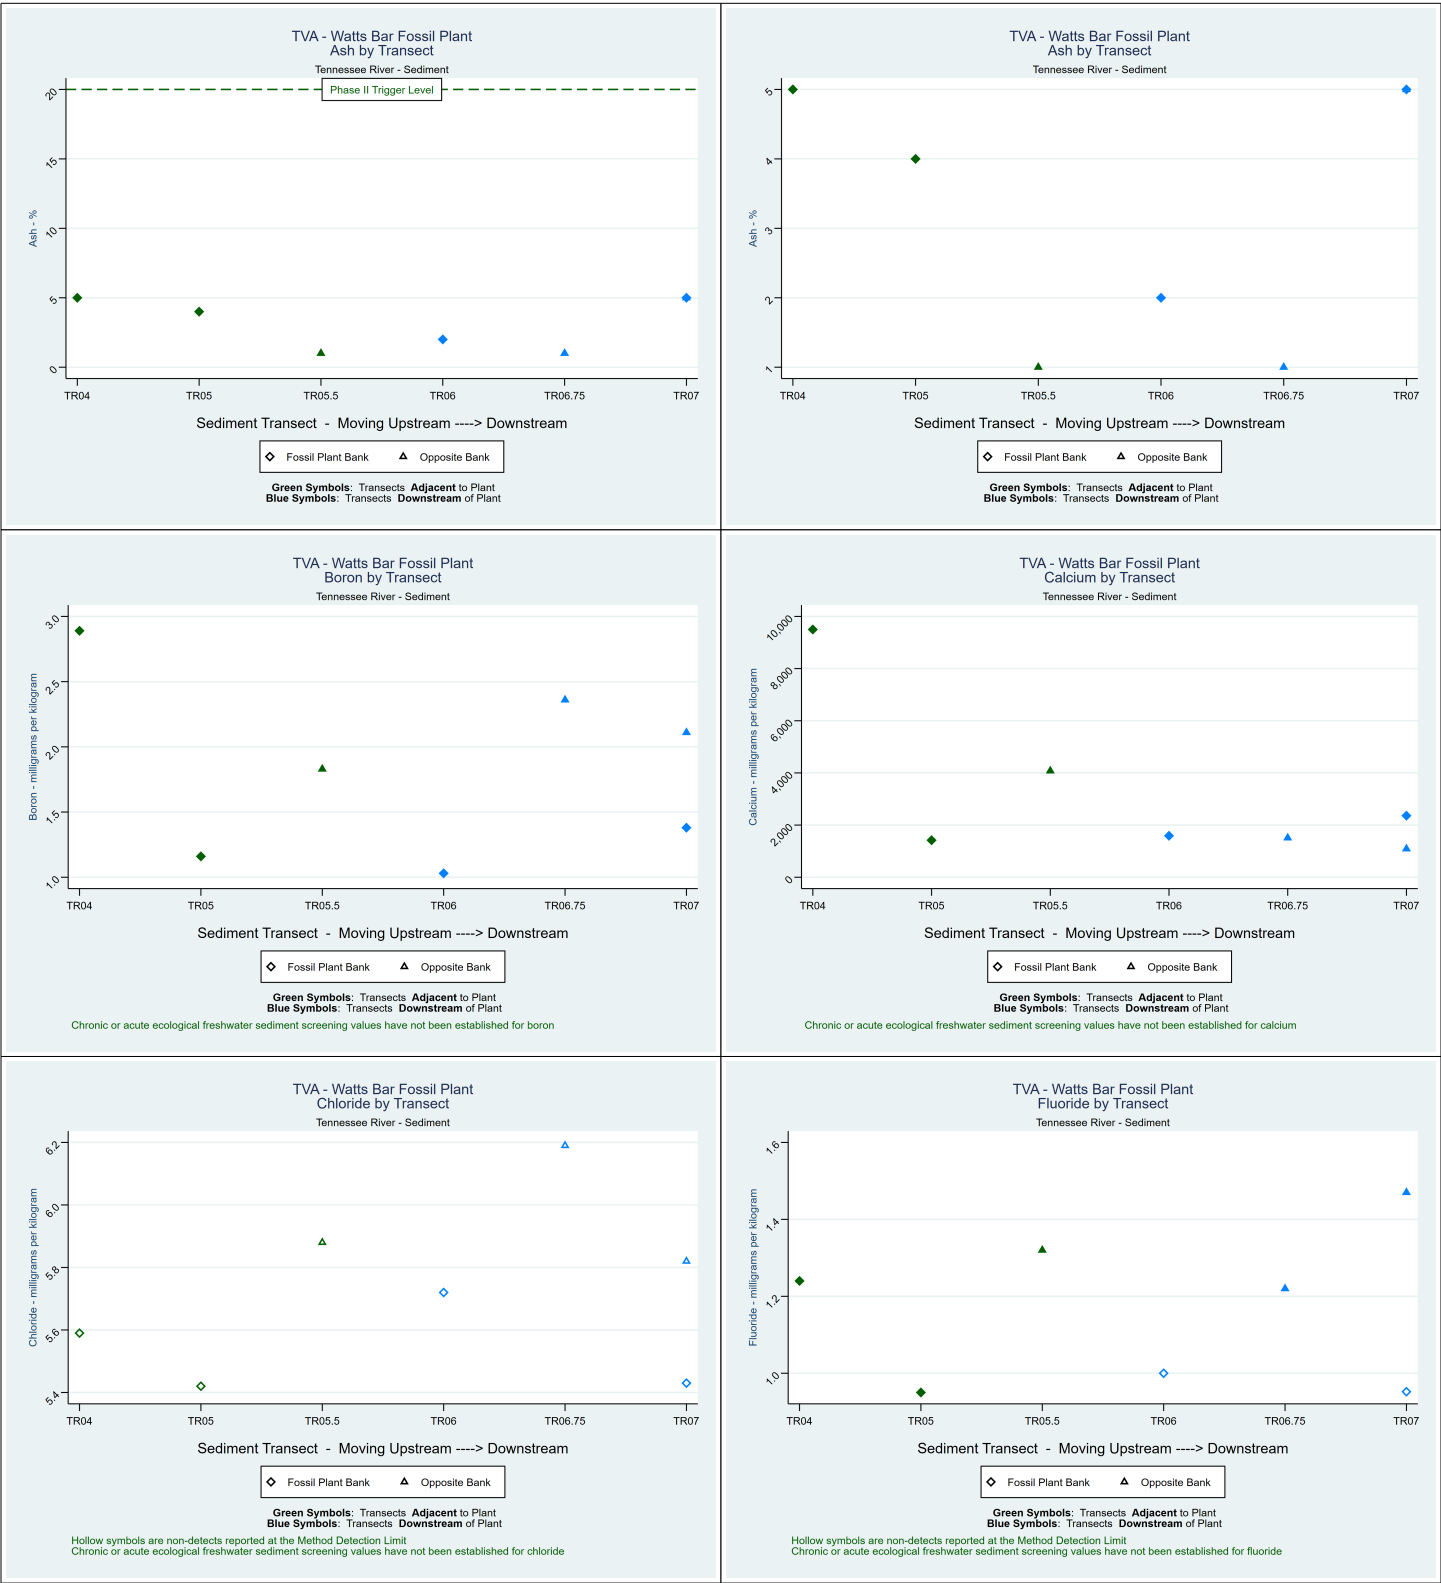 TVA - Watts Bar Fossil Plant
Ash by Transect
Tennessee River - Sediment
Phase II Trigger Level
Ash - %
20
15
10
5
0
TR04 TR05 TR05.5 TR06 TR06.75 TR07
Sediment Transect - Moving Upstream ----> Downstream
Fossil Plant Bank Opposite Bank
Green Symbols: Transects Adjacent to Plant
Blue Symbols: Transects Downstream of Plant
TVA - Watts Bar Fossil Plant
Ash by Transect
Tennessee River - Sediment
Ash - %
5
4
3
2
1
TR04 TR05 TR05.5 TR06 TR06.75 TR07
Sediment Transect - Moving Upstream ----> Downstream
Fossil Plant Bank Opposite Bank
Green Symbols: Transects Adjacent to Plant
Blue Symbols: Transects Downstream of Plant
TVA - Watts Bar Fossil Plant
Boron by Transect
Tennessee River - Sediment
Boron - milligrams per kilogram
3.0
2.5
2.0
1.5
1.0
TR04 TR05 TR05.5 TR06 TR06.75 TR07
Sediment Transect - Moving Upstream ----> Downstream
Fossil Plant Bank Opposite Bank
Green Symbols: Transects Adjacent to Plant
Blue Symbols: Transects Downstream of Plant
Chronic or acute ecological freshwater sediment screening values have not been established for boron
TVA - Watts Bar Fossil Plant
Calcium by Transect
Tennessee River - Sediment
Calcium - milligrams per kilogram
10,000
8,000
6,000
4,000
2,000
0
TR04 TR05 TR05.5 TR06 TR06.75 TR07
Sediment Transect - Moving Upstream ----> Downstream
Fossil Plant Bank Opposite Bank
Green Symbols: Transects Adjacent to Plant
Blue Symbols: Transects Downstream of Plant
Chronic or acute ecological freshwater sediment screening values have not been established for calcium
TVA - Watts Bar Fossil Plant
Chloride by Transect
Tennessee River - Sediment
Chloride - milligrams per kilogram
6.2
6.0
5.8
5.6
5.4
TR04 TR05 TR05.5 TR06 TR06.75 TR07
Sediment Transect - Moving Upstream ----> Downstream
Fossil Plant Bank Opposite Bank
Green Symbols: Transects Adjacent to Plant
Blue Symbols: Transects Downstream of Plant
Hollow symbols are non-detects reported at the Method Detection Limit
Chronic or acute ecological freshwater sediment screening values have not been established for chloride
TVA - Watts Bar Fossil Plant
Fluoride by Transect
Tennessee River - Sediment
Fluoride - milligrams per kilogram
1.6
1.4
1.2
1.0
TR04 TR05 TR05.5 TR06 TR06.75 TR07
Sediment Transect - Moving Upstream ----> Downstream
Fossil Plant Bank Opposite Bank
Green Symbols: Transects Adjacent to Plant
Blue Symbols: Transects Downstream of Plant
Hollow symbols are non-detects reported at the Method Detection Limit
Chronic or acute ecological freshwater sediment screening values have not been established for fluoride